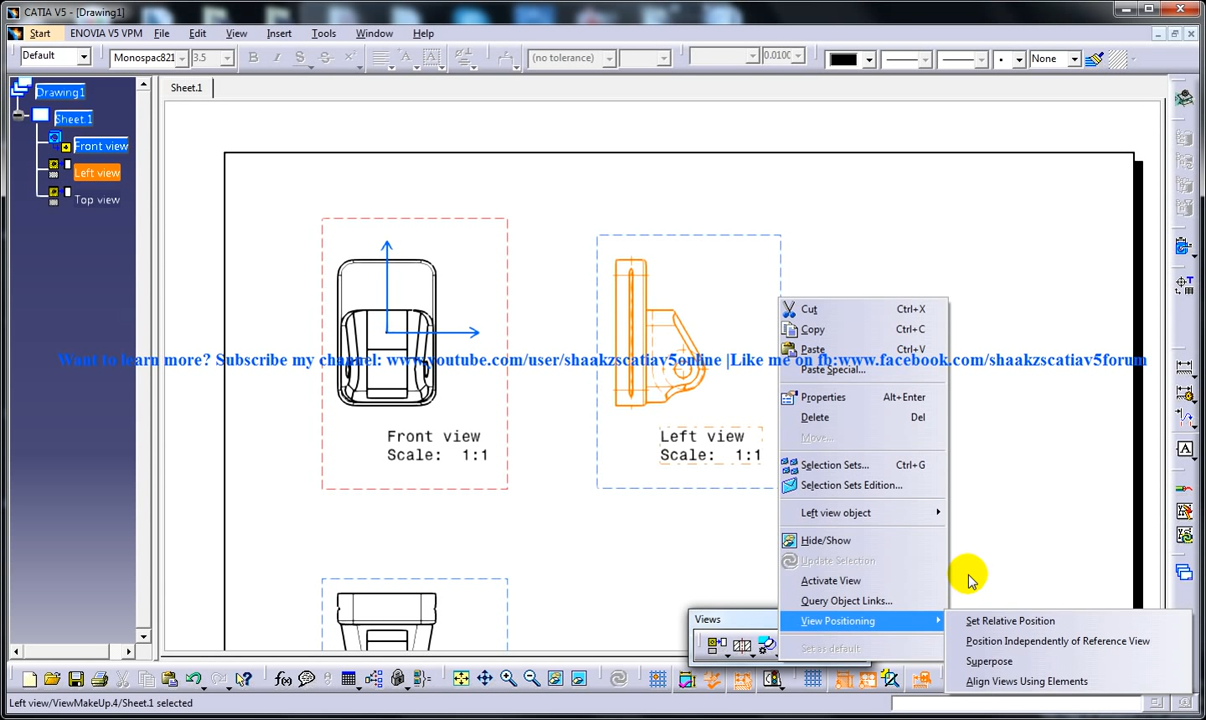 CATIA V5 - [Drawing1]
Start ENOVIA V5 VPM File Edit View Insert Tools Window Help
Default Monospac821 3.5 B I S S (no tolerance) 0.0100 None
Drawing1
Sheet.1
Front view
Left view
Top view
Sheet.1
Front view
Scale: 1:1
Left view
Scale: 1:1
Want to learn more? Subscribe my channel: www.youtube.com/user/shaakzscatiav5online |Like me on fb:www.facebook.com/shaakzscatiav5forum
Cut Ctrl+X
Copy Ctrl+C
Paste Ctrl+V
Paste Special...
Properties Alt+Enter
Delete Del
Move...
Selection Sets... Ctrl+G
Selection Sets Edition...
Left view object
Hide/Show
Update Selection
Activate View
Query Object Links...
View Positioning
Set as default
Set Relative Position
Position Independently of Reference View
Superpose
Align Views Using Elements
Views
Left view/ViewMakeUp.4/Sheet.1 selected